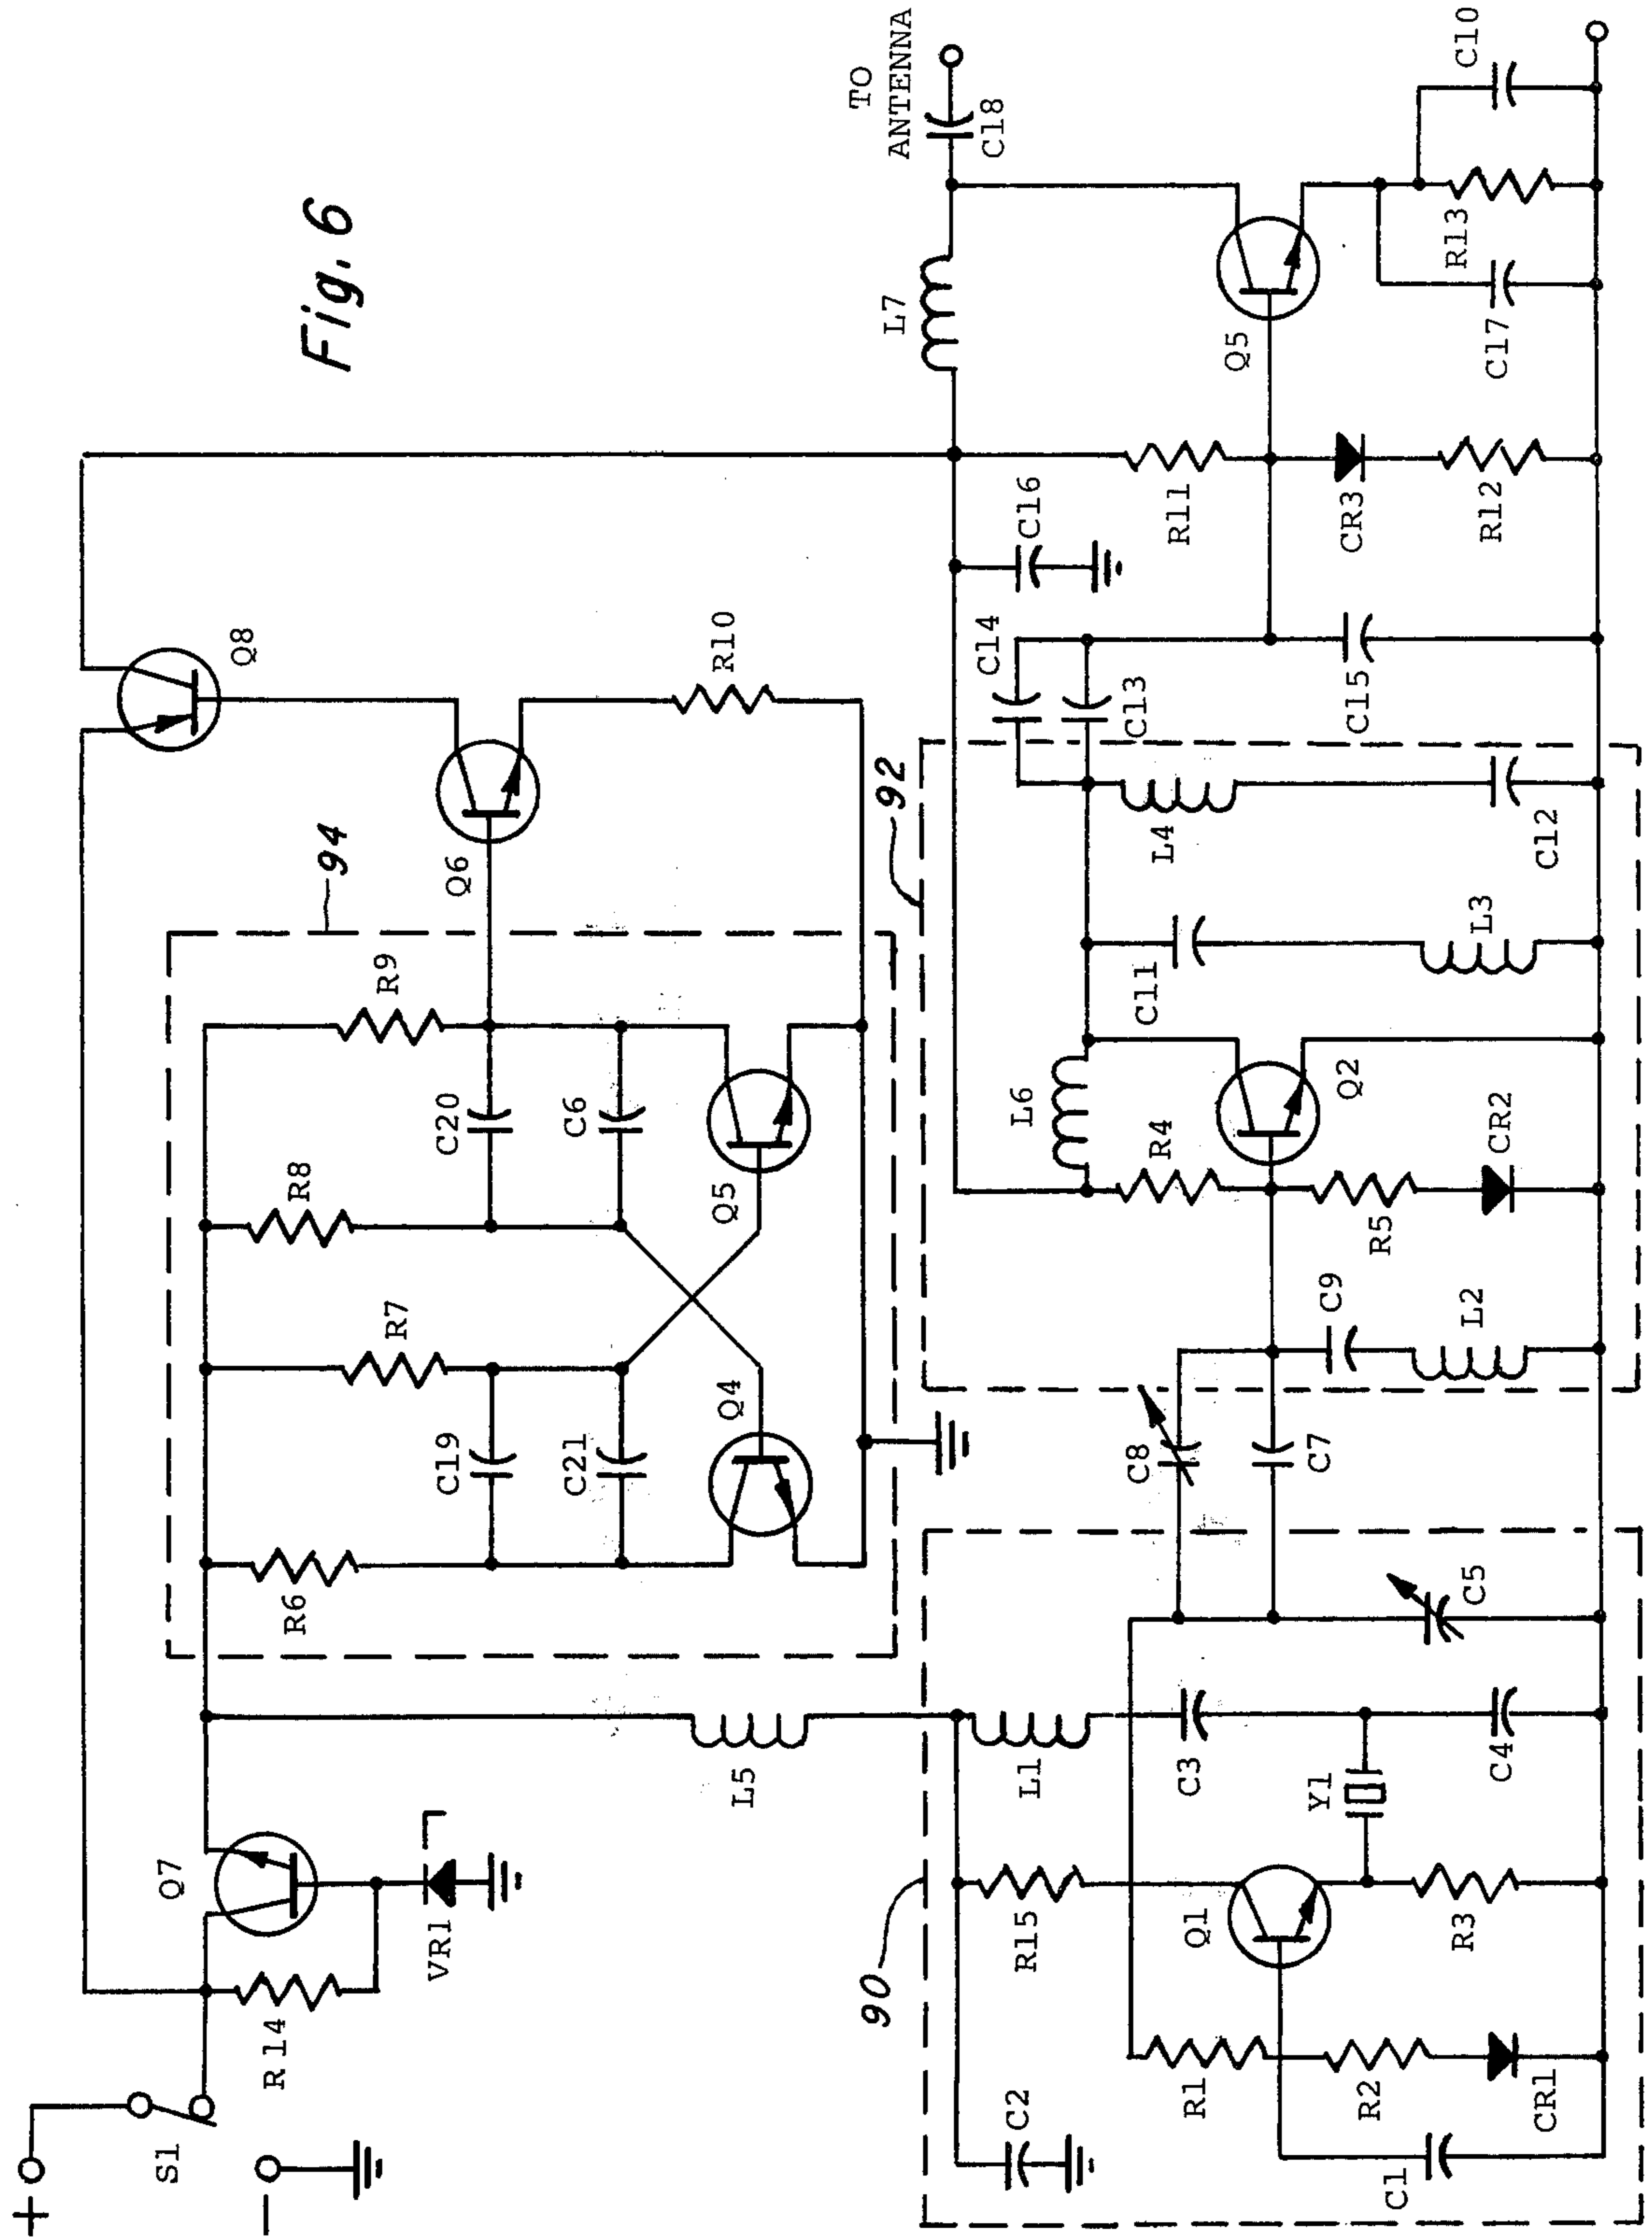 Fig. 6
+
S1
−
R14
Q7
VR1
L5
94
R6
C19
C21
R7
Q4
R8
C20
C6
Q5
R9
Q6
Q8
R10
90
C2
R15
L1
R1
Q1
C3
Y1
R2
R3
C4
C1
CR1
C5
C8
C7
92
C9
L2
L6
R4
R5
Q2
CR2
C11
L3
L4
C12
C14
C13
C15
C16
R11
CR3
R12
L7
Q5
TO
ANTENNA
C18
C17
R13
C10